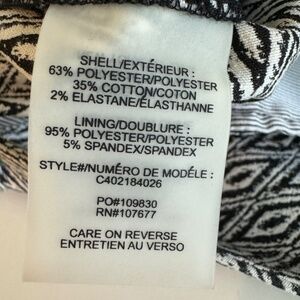 SHELL/EXTÉRIEUR :
63% POLYESTER/POLYESTER
35% COTTON/COTON
2% ELASTANE/ÉLASTHANNE
LINING/DOUBLURE :
95% POLYESTER/POLYESTER
5% SPANDEX/SPANDEX
STYLE#/NUMÉRO DE MODÉLE :
C402184026
PO#109830
RN#107677
CARE ON REVERSE
ENTRETIEN AU VERSO